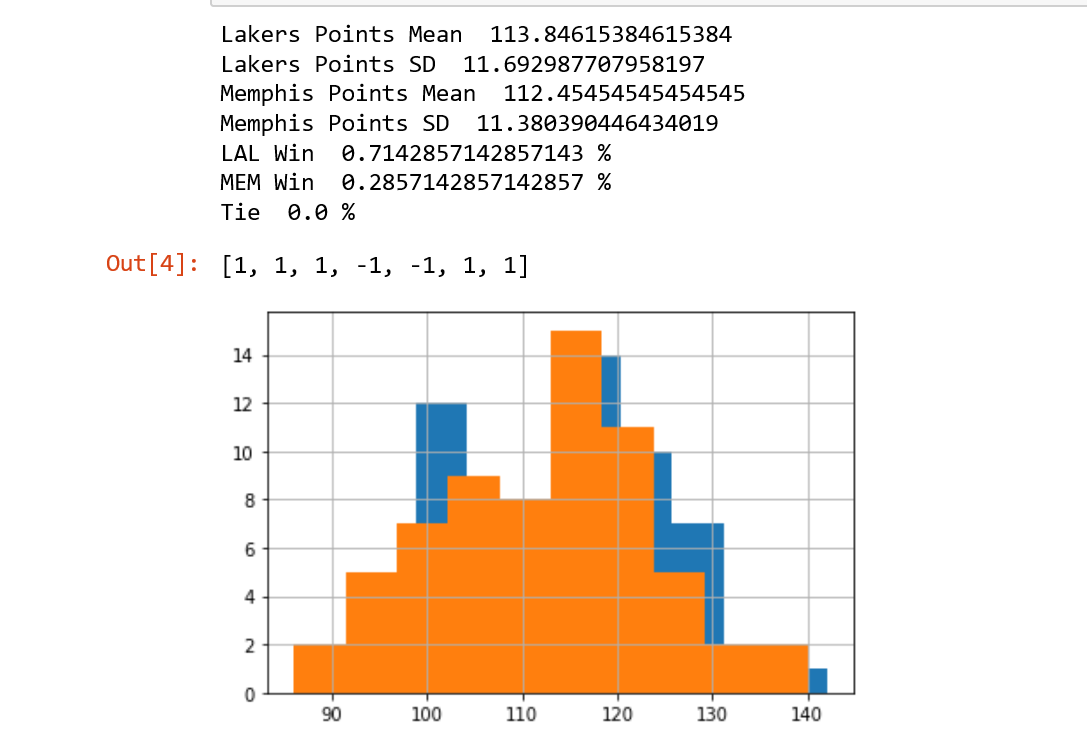 Lakers Points Mean  113.84615384615384
Lakers Points SD  11.692987707958197
Memphis Points Mean  112.45454545454545
Memphis Points SD  11.380390446434019
LAL Win  0.7142857142857143 %
MEM Win  0.2857142857142857 %
Tie  0.0 %
Out[4]: [1, 1, 1, -1, -1, 1, 1]
14
12
10
8
6
4
2
0
90 100 110 120 130 140